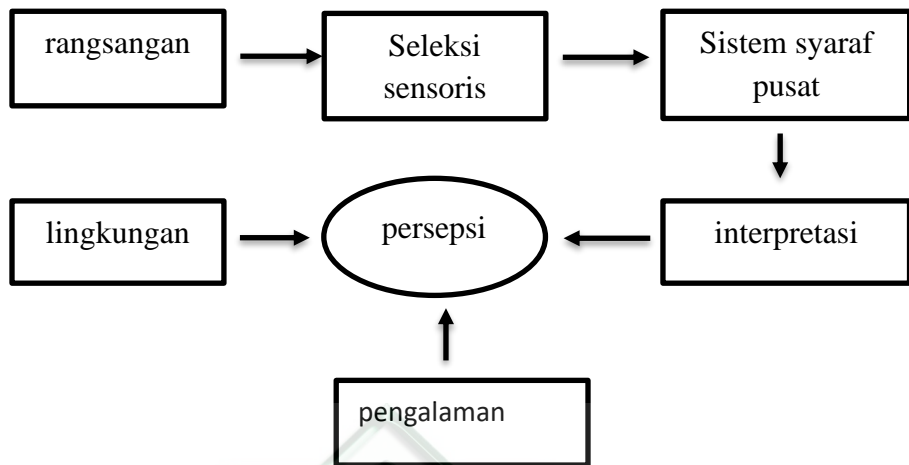 rangsangan
Seleksi
sensoris
Sistem syaraf
pusat
lingkungan
persepsi
interpretasi
pengalaman